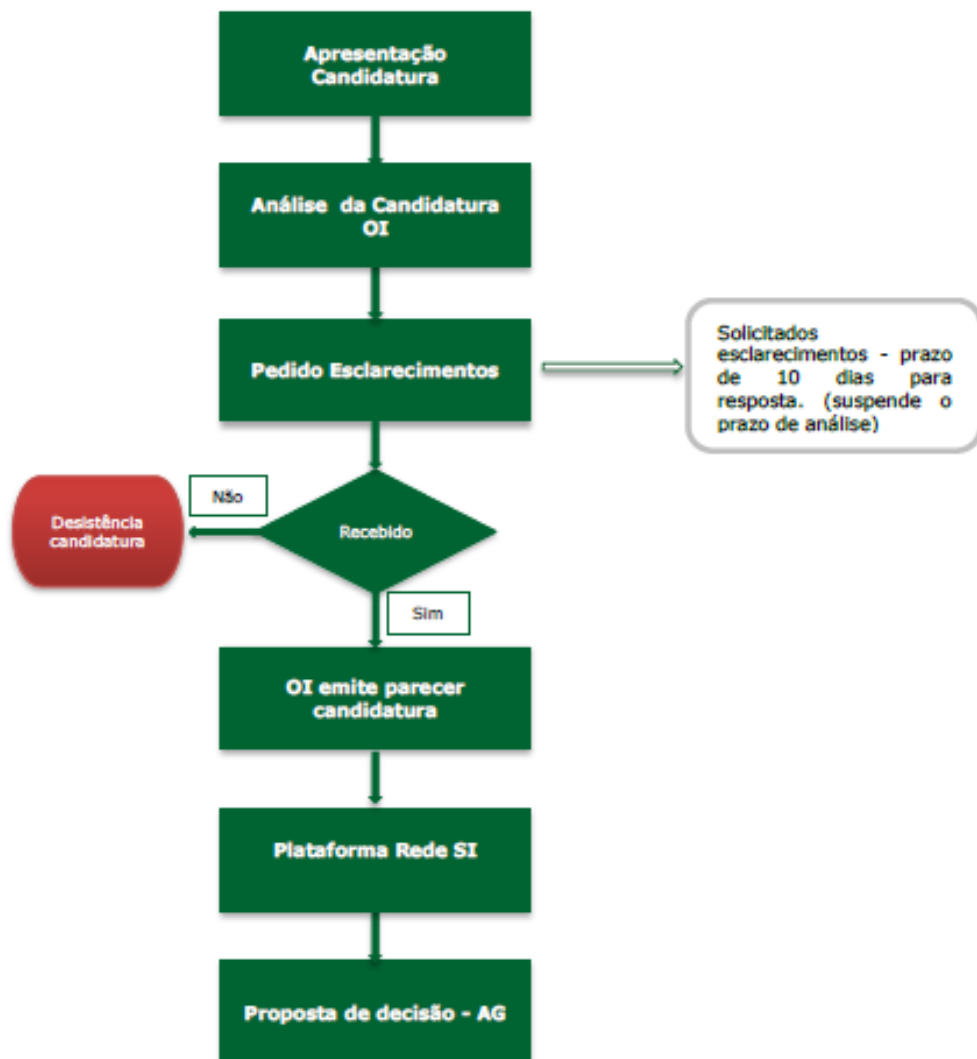 Apresentação
Candidatura
Análise da Candidatura
OI
Pedido Esclarecimentos
Solicitados
esclarecimentos - prazo
de 10 dias para
resposta. (suspende o
prazo de análise)
Não
Desistência
candidatura
Recebido
Sim
OI emite parecer
candidatura
Plataforma Rede SI
Proposta de decisão - AG